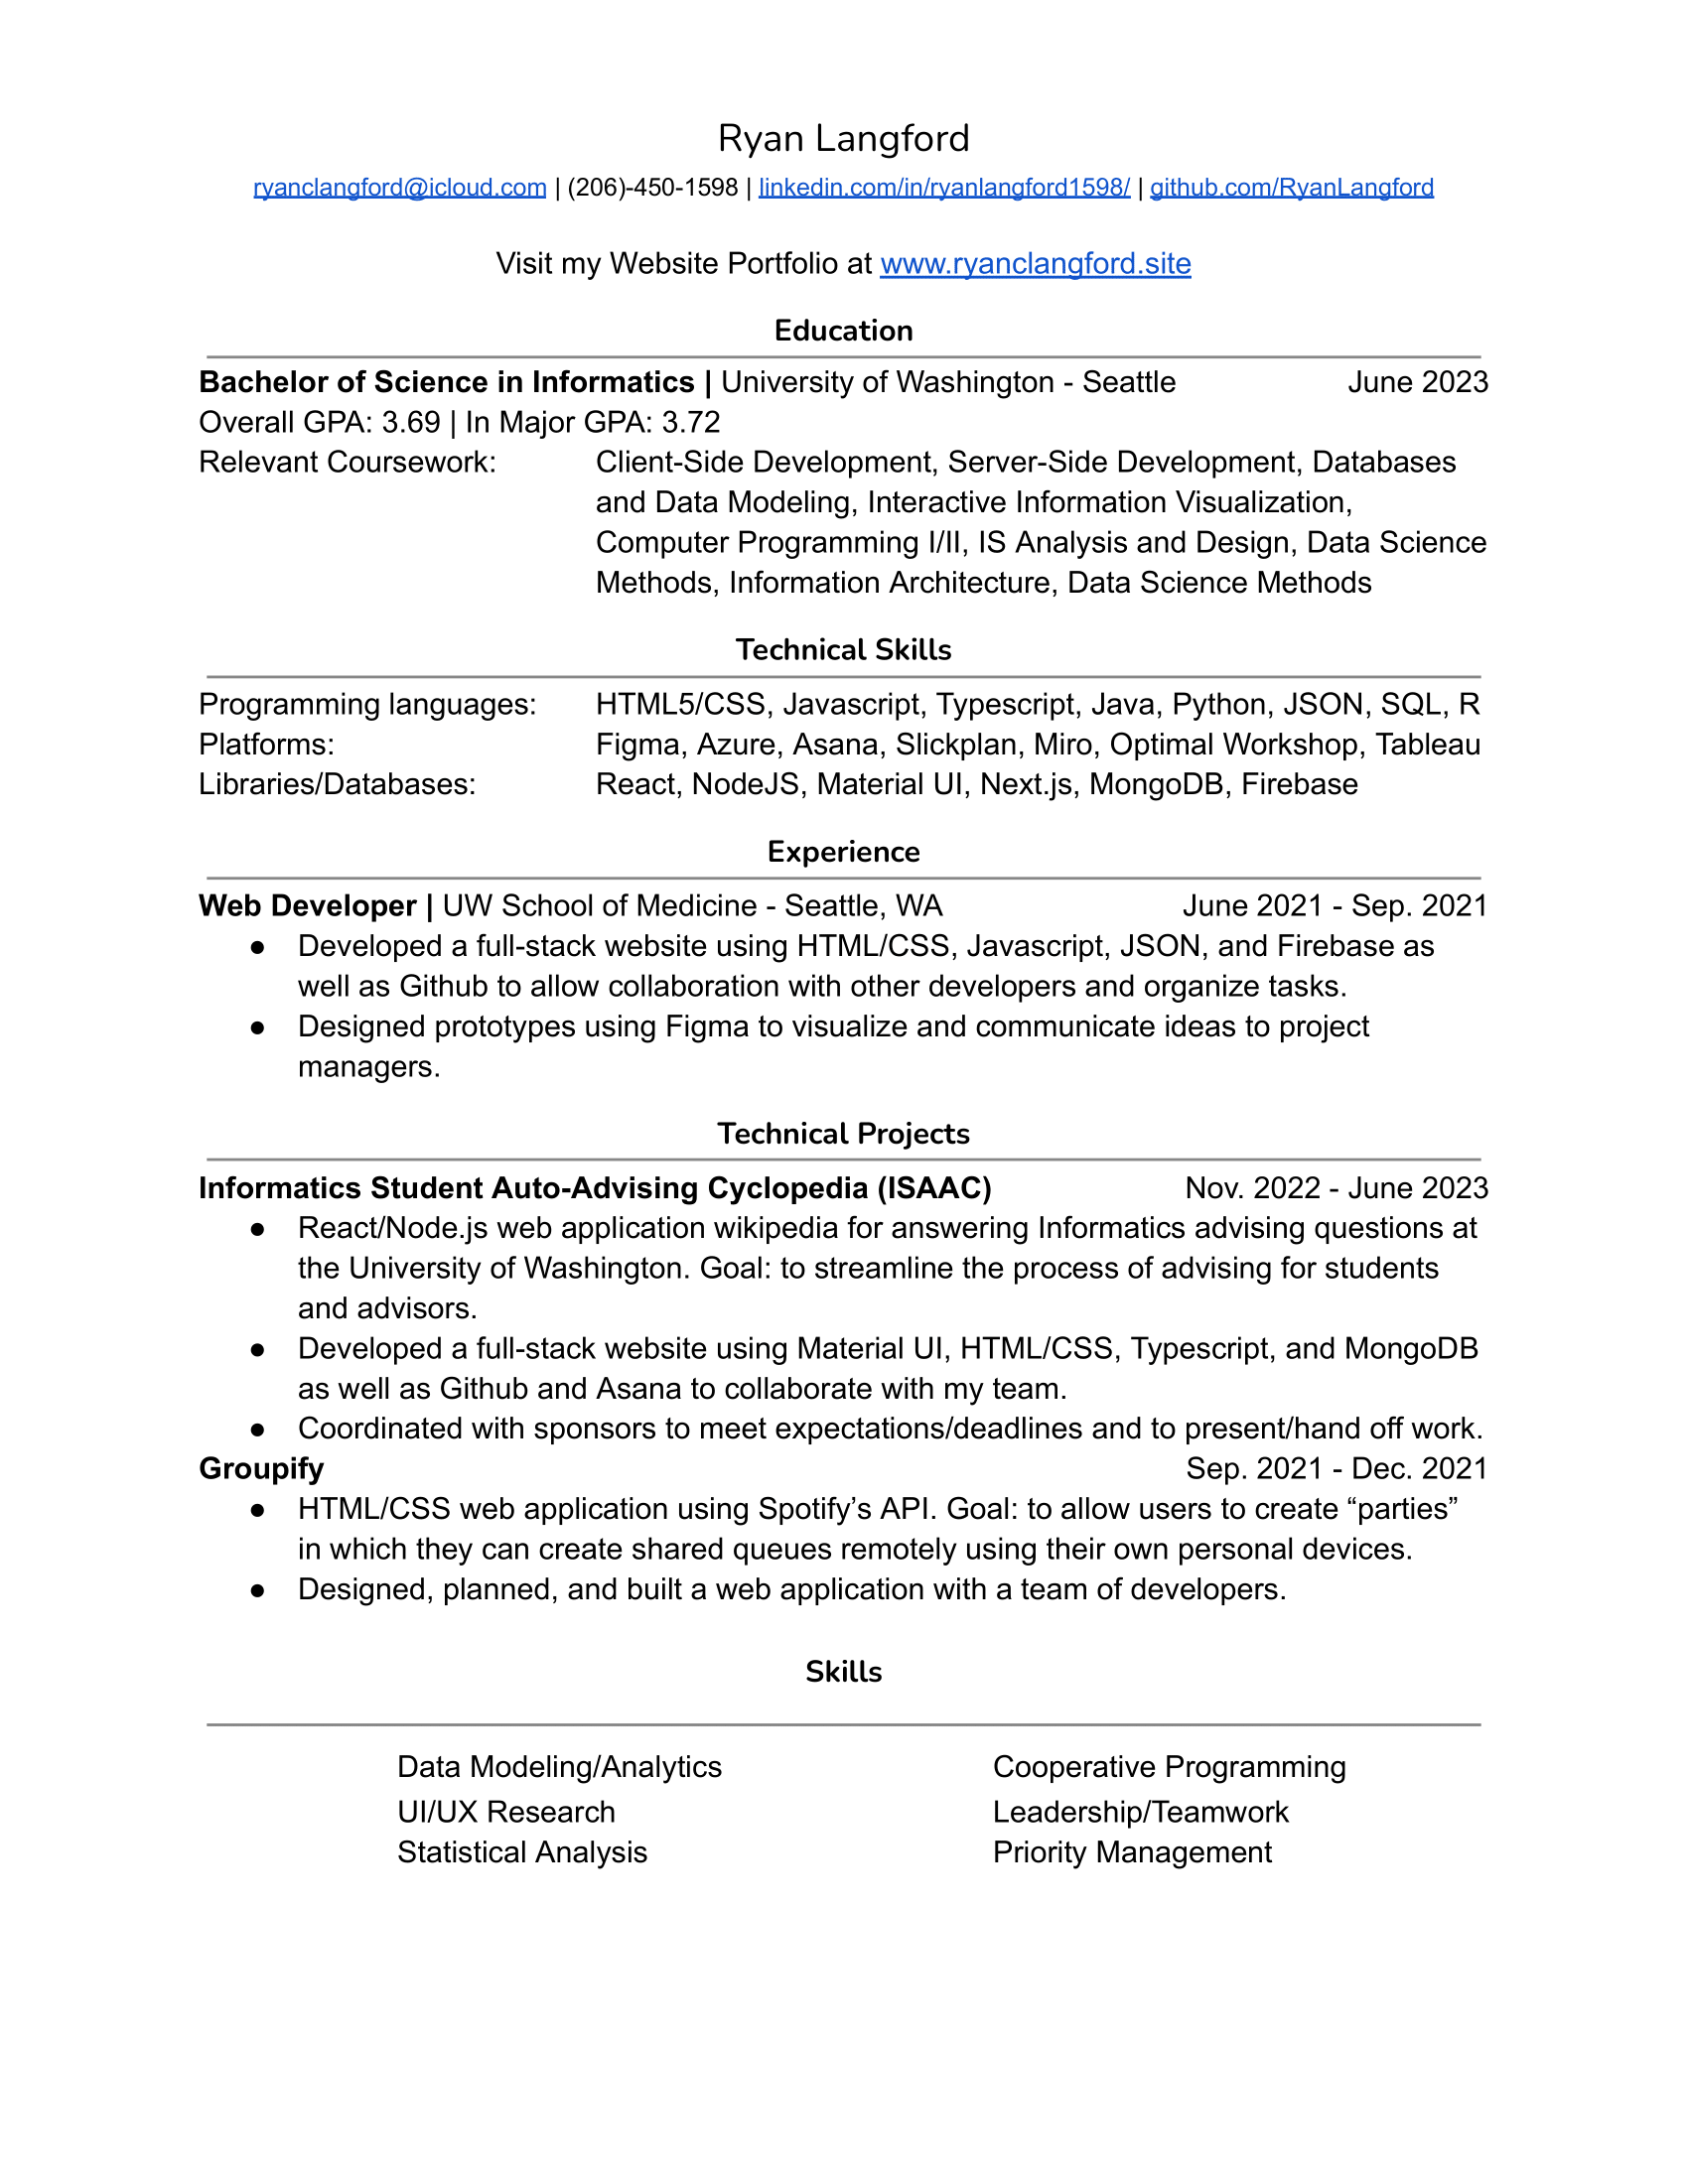 Ryan Langford
ryanclangford@icloud.com | (206)-450-1598 | linkedin.com/in/ryanlangford1598/ | github.com/RyanLangford
Visit my Website Portfolio at www.ryanclangford.site
Education
Bachelor of Science in Informatics | University of Washington - Seattle June 2023
Overall GPA: 3.69 | In Major GPA: 3.72
Relevant Coursework: Client-Side Development, Server-Side Development, Databases
and Data Modeling, Interactive Information Visualization,
Computer Programming I/II, IS Analysis and Design, Data Science
Methods, Information Architecture, Data Science Methods
Technical Skills
Programming languages: HTML5/CSS, Javascript, Typescript, Java, Python, JSON, SQL, R
Platforms: Figma, Azure, Asana, Slickplan, Miro, Optimal Workshop, Tableau
Libraries/Databases: React, NodeJS, Material UI, Next.js, MongoDB, Firebase
Experience
Web Developer | UW School of Medicine - Seattle, WA June 2021 - Sep. 2021
● Developed a full-stack website using HTML/CSS, Javascript, JSON, and Firebase as
well as Github to allow collaboration with other developers and organize tasks.
● Designed prototypes using Figma to visualize and communicate ideas to project
managers.
Technical Projects
Informatics Student Auto-Advising Cyclopedia (ISAAC) Nov. 2022 - June 2023
● React/Node.js web application wikipedia for answering Informatics advising questions at
the University of Washington. Goal: to streamline the process of advising for students
and advisors.
● Developed a full-stack website using Material UI, HTML/CSS, Typescript, and MongoDB
as well as Github and Asana to collaborate with my team.
● Coordinated with sponsors to meet expectations/deadlines and to present/hand off work.
Groupify Sep. 2021 - Dec. 2021
● HTML/CSS web application using Spotify’s API. Goal: to allow users to create “parties”
in which they can create shared queues remotely using their own personal devices.
● Designed, planned, and built a web application with a team of developers.
Skills
Data Modeling/Analytics Cooperative Programming
UI/UX Research Leadership/Teamwork
Statistical Analysis Priority Management